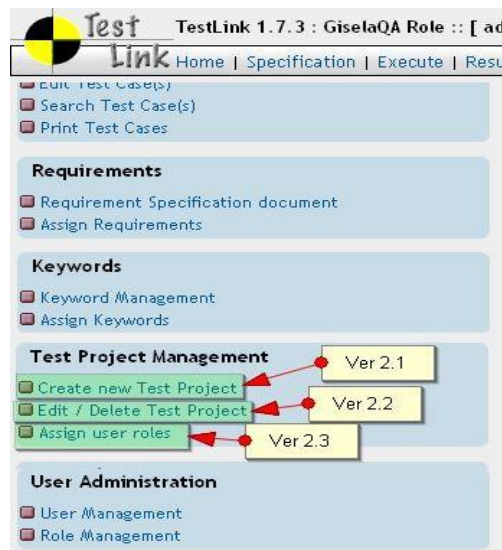 Test Link
TestLink 1.7.3 : GiselaQA Role :: [ ad
Home | Specification | Execute | Resu
Edit Test Case(s)
Search Test Case(s)
Print Test Cases
Requirements
Requirement Specification document
Assign Requirements
Keywords
Keyword Management
Assign Keywords
Test Project Management
Ver 2.1
Create new Test Project
Ver 2.2
Edit / Delete Test Project
Assign user roles
Ver 2.3
User Administration
User Management
Role Management